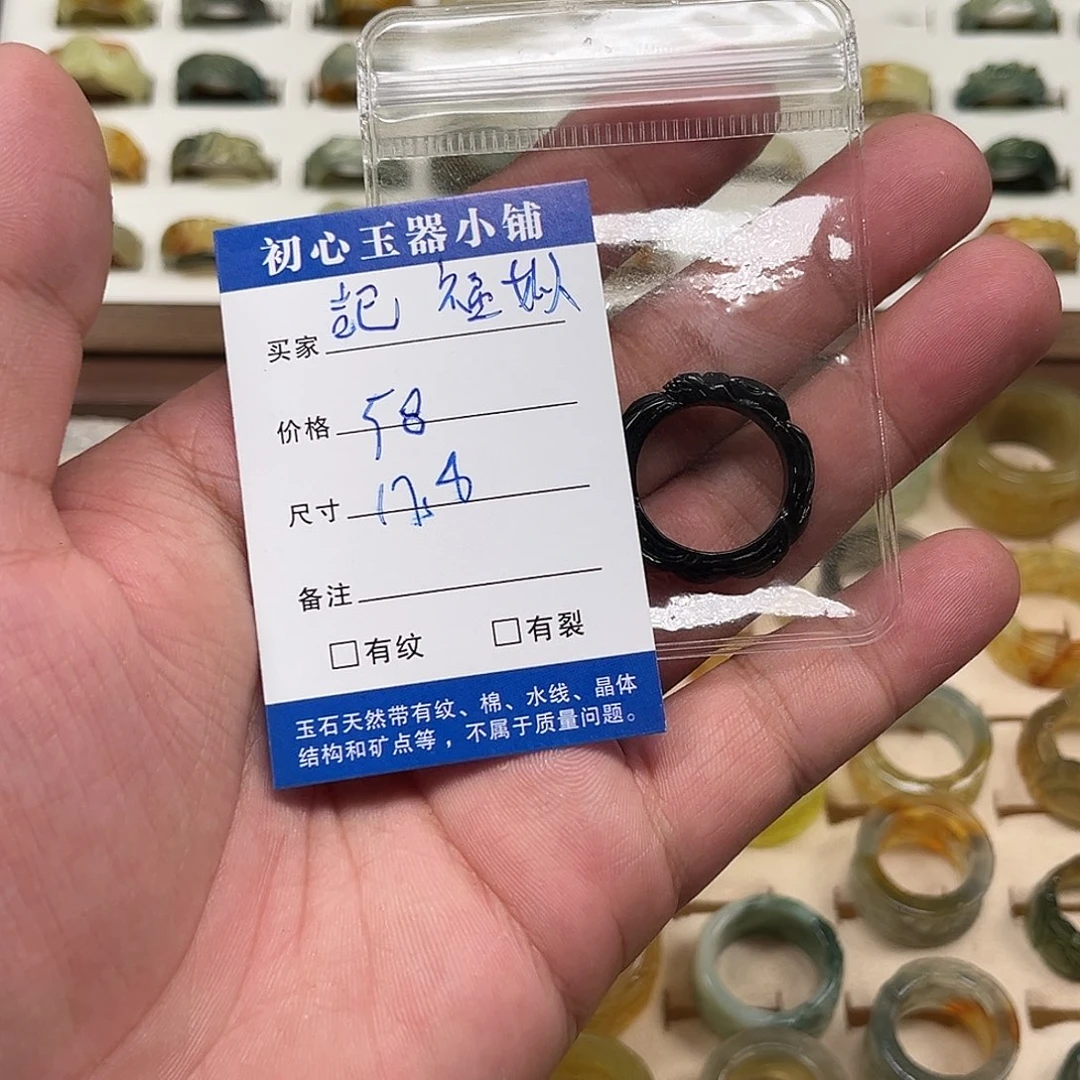 初心玉器小铺
买家 記
价格 58
尺寸 17.8
备注
□有纹 □有裂
玉石天然带有纹、棉、水线、晶体
结构和矿点等，不属于质量问题。